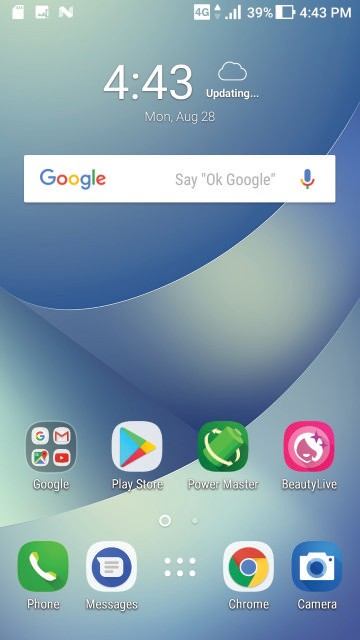 4G 39% 4:43 PM
4:43
Updating...
Mon, Aug 28
Google Say "Ok Google"
Google Play Store Power Master BeautyLive
Phone Messages Chrome Camera